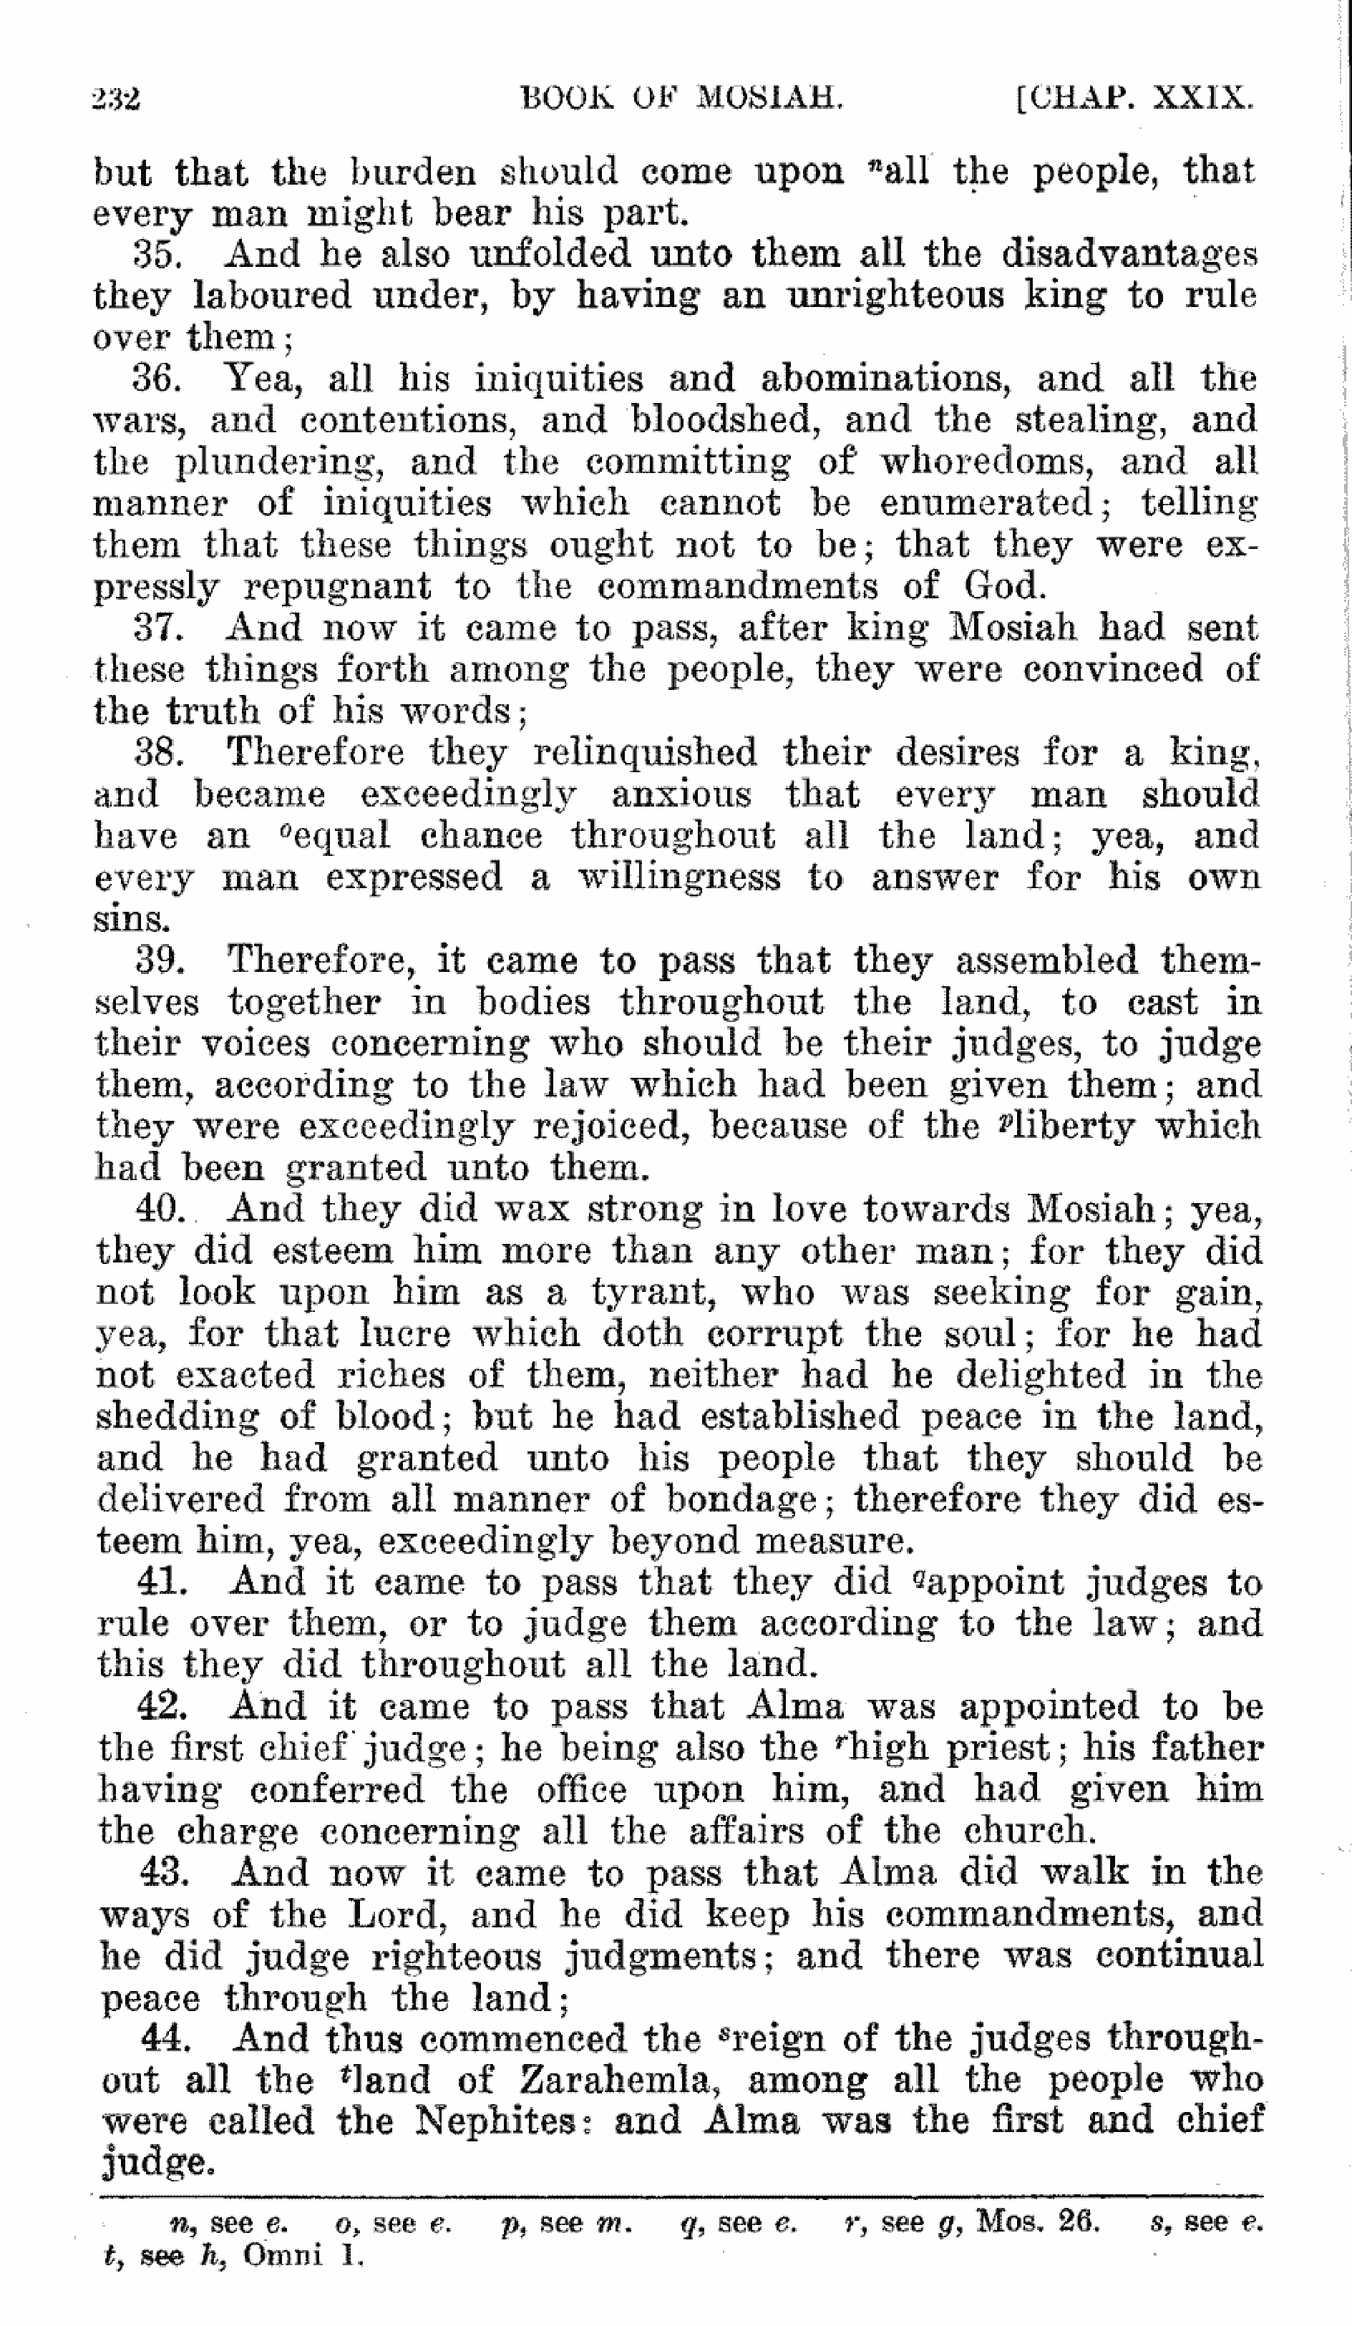 232 BOOK OF MOSIAH. [CHAP. XXIX.
but that the burden should come upon ⁿall the people, that
every man might bear his part.
35. And he also unfolded unto them all the disadvantages
they laboured under, by having an unrighteous king to rule
over them;
36. Yea, all his iniquities and abominations, and all the
wars, and contentions, and bloodshed, and the stealing, and
the plundering, and the committing of whoredoms, and all
manner of iniquities which cannot be enumerated; telling
them that these things ought not to be; that they were ex-
pressly repugnant to the commandments of God.
37. And now it came to pass, after king Mosiah had sent
these things forth among the people, they were convinced of
the truth of his words;
38. Therefore they relinquished their desires for a king,
and became exceedingly anxious that every man should
have an ᵒequal chance throughout all the land; yea, and
every man expressed a willingness to answer for his own
sins.
39. Therefore, it came to pass that they assembled them-
selves together in bodies throughout the land, to cast in
their voices concerning who should be their judges, to judge
them, according to the law which had been given them; and
they were exceedingly rejoiced, because of the ᵖliberty which
had been granted unto them.
40. And they did wax strong in love towards Mosiah; yea,
they did esteem him more than any other man; for they did
not look upon him as a tyrant, who was seeking for gain,
yea, for that lucre which doth corrupt the soul; for he had
not exacted riches of them, neither had he delighted in the
shedding of blood; but he had established peace in the land,
and he had granted unto his people that they should be
delivered from all manner of bondage; therefore they did es-
teem him, yea, exceedingly beyond measure.
41. And it came to pass that they did qappoint judges to
rule over them, or to judge them according to the law; and
this they did throughout all the land.
42. And it came to pass that Alma was appointed to be
the first chief judge; he being also the ʳhigh priest; his father
having conferred the office upon him, and had given him
the charge concerning all the affairs of the church.
43. And now it came to pass that Alma did walk in the
ways of the Lord, and he did keep his commandments, and
he did judge righteous judgments; and there was continual
peace through the land;
44. And thus commenced the ˢreign of the judges through-
out all the ᵗland of Zarahemla, among all the people who
were called the Nephites: and Alma was the first and chief
judge.
n, see e. o, see e. p, see m. q, see e. r, see g, Mos. 26. s, see e.
t, see h, Omni 1.